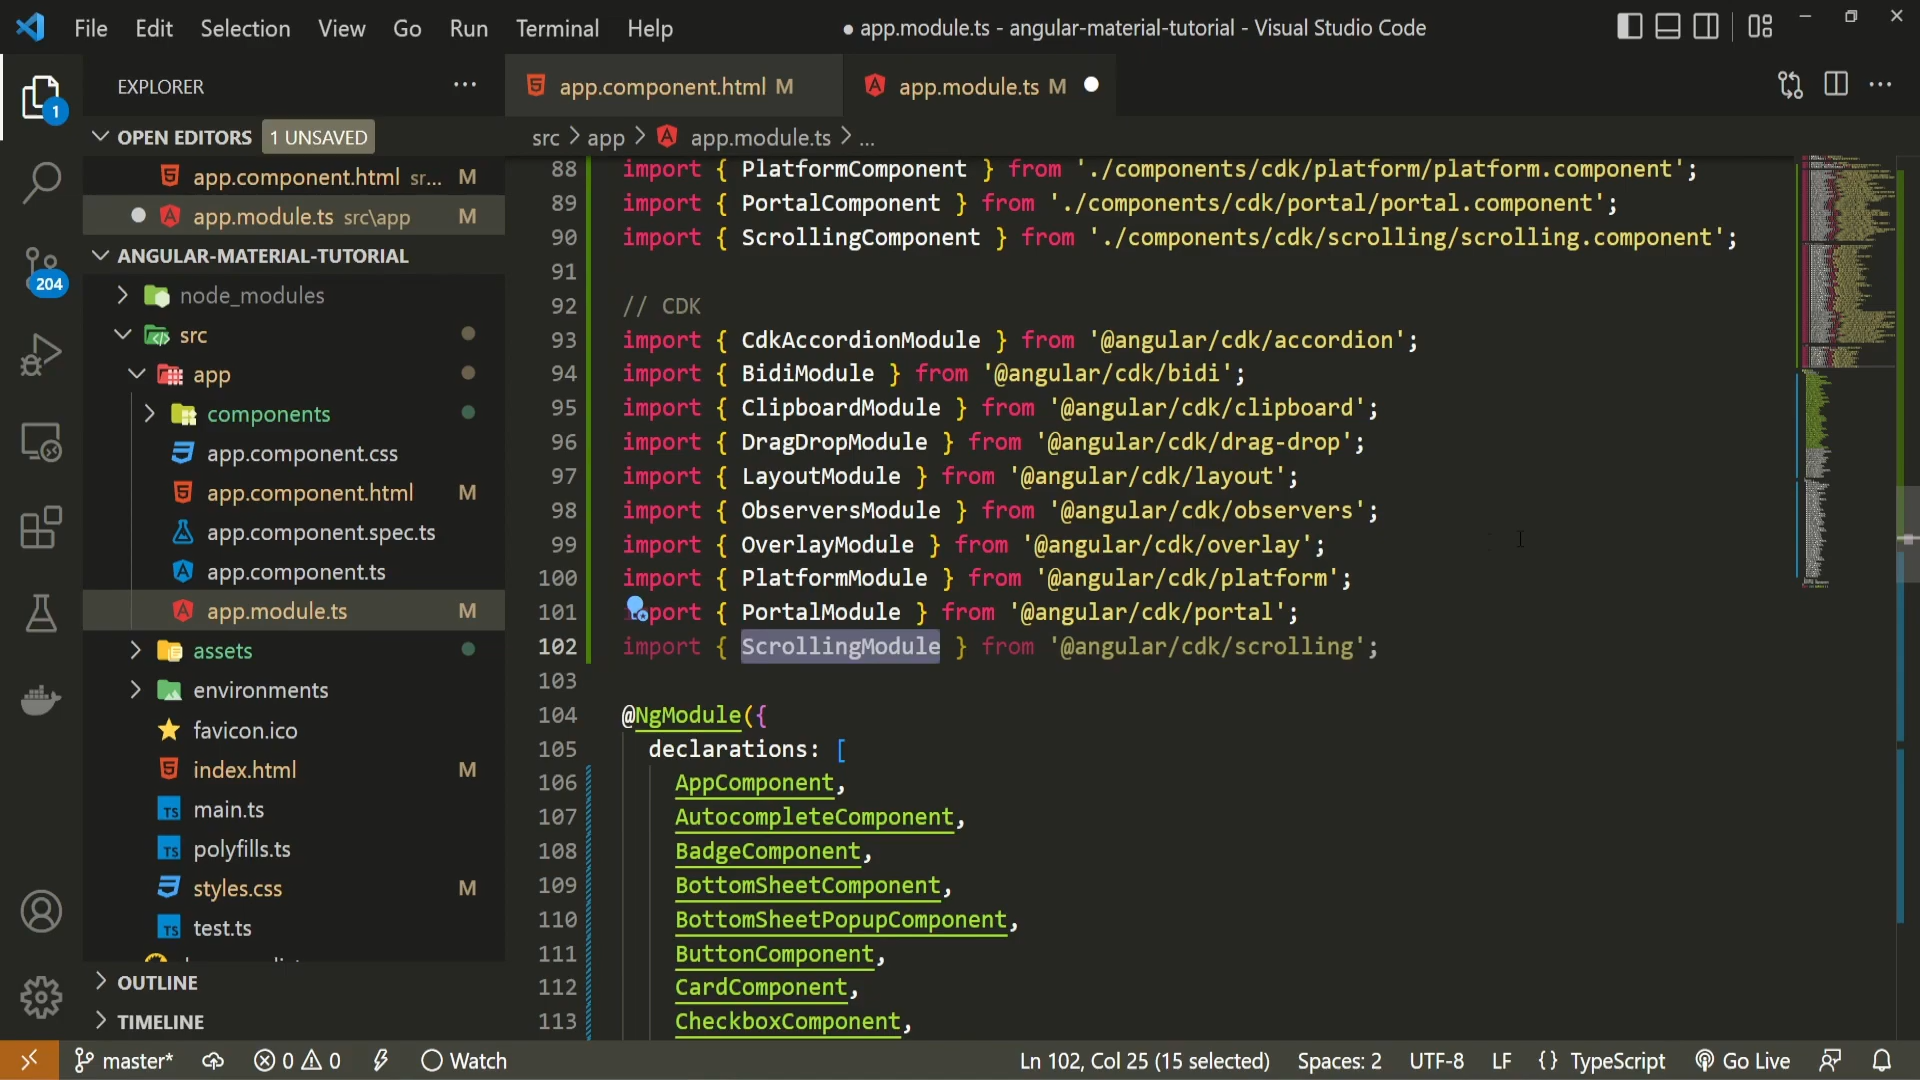 File Edit Selection View Go Run Terminal Help
● app.module.ts - angular-material-tutorial - Visual Studio Code
EXPLORER
app.component.html M
app.module.ts M
1
OPEN EDITORS 1 UNSAVED
src > app > app.module.ts > ...
app.component.html sr... M
app.module.ts src\app M
ANGULAR-MATERIAL-TUTORIAL
204
node_modules
src
app
components
app.component.css
app.component.html M
app.component.spec.ts
app.component.ts
app.module.ts M
assets
environments
favicon.ico
index.html M
main.ts
polyfills.ts
styles.css M
test.ts
OUTLINE
TIMELINE
88 import { PlatformComponent } from './components/cdk/platform/platform.component';
89 import { PortalComponent } from './components/cdk/portal/portal.component';
90 import { ScrollingComponent } from './components/cdk/scrolling/scrolling.component';
91
92 // CDK
93 import { CdkAccordionModule } from '@angular/cdk/accordion';
94 import { BidiModule } from '@angular/cdk/bidi';
95 import { ClipboardModule } from '@angular/cdk/clipboard';
96 import { DragDropModule } from '@angular/cdk/drag-drop';
97 import { LayoutModule } from '@angular/cdk/layout';
98 import { ObserversModule } from '@angular/cdk/observers';
99 import { OverlayModule } from '@angular/cdk/overlay';
100 import { PlatformModule } from '@angular/cdk/platform';
101 import { PortalModule } from '@angular/cdk/portal';
102 import { ScrollingModule } from '@angular/cdk/scrolling';
103
104 @NgModule({
105 declarations: [
106 AppComponent,
107 AutocompleteComponent,
108 BadgeComponent,
109 BottomSheetComponent,
110 BottomSheetPopupComponent,
111 ButtonComponent,
112 CardComponent,
113 CheckboxComponent,
master* 0 0 Watch
Ln 102, Col 25 (15 selected) Spaces: 2 UTF-8 LF {} TypeScript Go Live